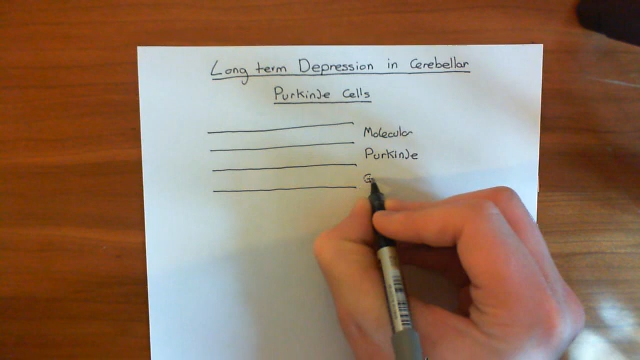 Long term Depression in Cerebellar
Purkinje Cells
Molecular
Purkinje
G